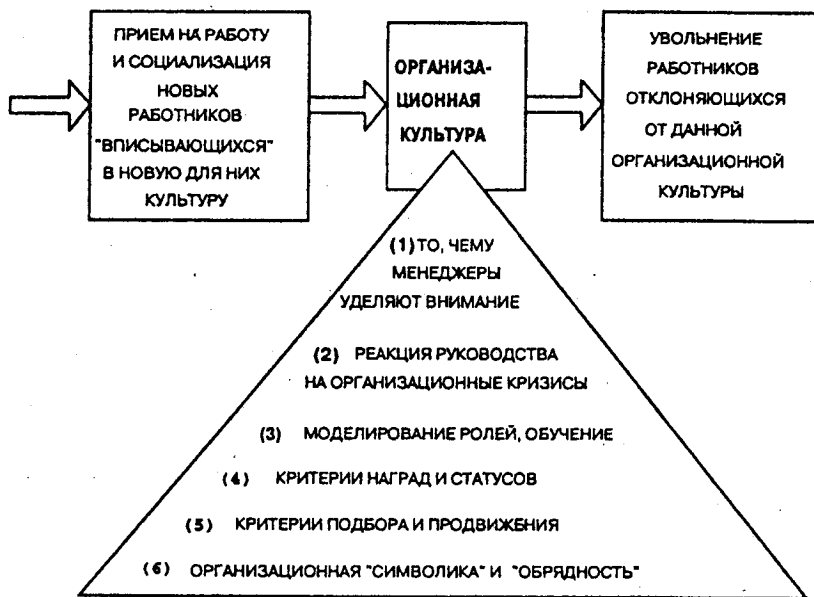 ПРИЕМ НА РАБОТУ
И СОЦИАЛИЗАЦИЯ
НОВЫХ
РАБОТНИКОВ
"ВПИСЫВАЮЩИХСЯ"
В НОВУЮ ДЛЯ НИХ
КУЛЬТУРУ
ОРГАНИЗА-
ЦИОННАЯ
КУЛЬТУРА
УВОЛЬНЕНИЕ
РАБОТНИКОВ
ОТКЛОНЯЮЩИХСЯ
ОТ ДАННОЙ
ОРГАНИЗАЦИОННОЙ
КУЛЬТУРЫ
(1) ТО, ЧЕМУ
МЕНЕДЖЕРЫ
УДЕЛЯЮТ ВНИМАНИЕ
(2) РЕАКЦИЯ РУКОВОДСТВА
НА ОРГАНИЗАЦИОННЫЕ КРИЗИСЫ
(3) МОДЕЛИРОВАНИЕ РОЛЕЙ, ОБУЧЕНИЕ
(4) КРИТЕРИИ НАГРАД И СТАТУСОВ
(5) КРИТЕРИИ ПОДБОРА И ПРОДВИЖЕНИЯ
(6) ОРГАНИЗАЦИОННАЯ "СИМВОЛИКА" И "ОБРЯДНОСТЬ"